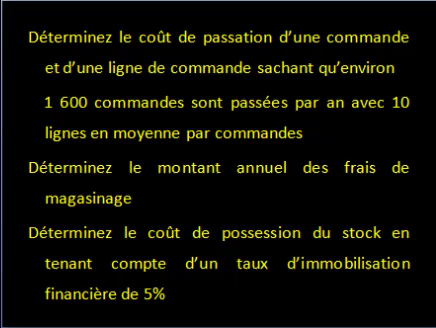 Déterminez le coût de passation d’une commande
et d’une ligne de commande sachant qu’environ
1 600 commandes sont passées par an avec 10
lignes en moyenne par commandes
Déterminez le montant annuel des frais de
magasinage
Déterminez le coût de possession du stock en
tenant compte d’un taux d’immobilisation
financière de 5%